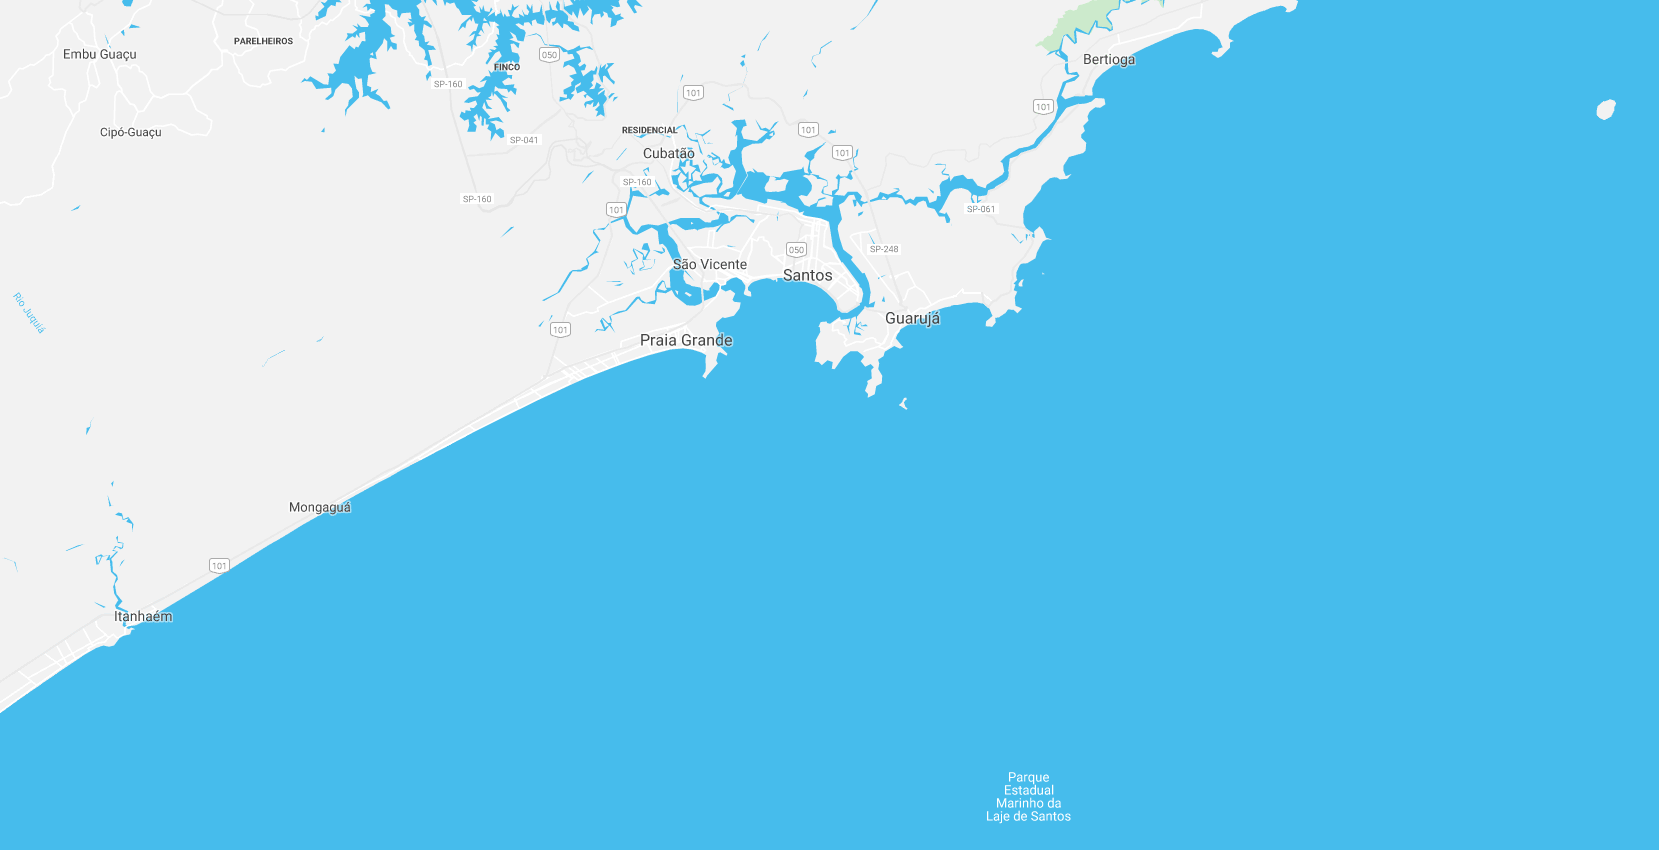 Embu Guaçu
PARELHEIROS
050
FINCO
SP-160
Bertioga
101
101
Cipó-Guaçu
RESIDENCIAL
101
SP-041
Cubatão
101
SP-160
SP-160
101
SP-061
050
SP-248
São Vicente
Santos
Rio Juquiá
Guarujá
101
Praia Grande
Mongaguá
101
Itanhaém
Parque
Estadual
Marinho da
Laje de Santos